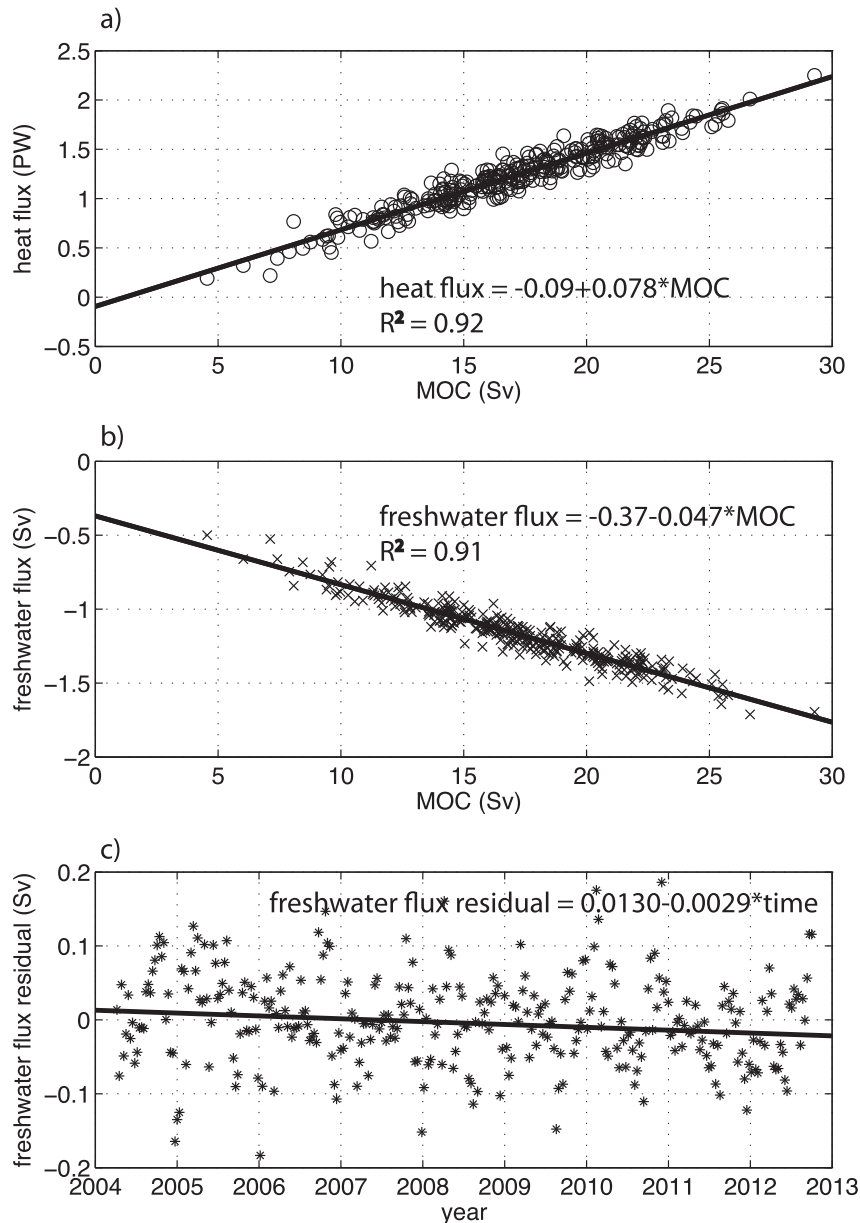 a)
2.5
2
1.5
1
0.5
0
−0.5
heat flux (PW)
heat flux = -0.09+0.078*MOC
R² = 0.92
0 5 10 15 20 25 30
MOC (Sv)
b)
0
−0.5
−1
−1.5
−2
freshwater flux (Sv)
freshwater flux = -0.37-0.047*MOC
R² = 0.91
0 5 10 15 20 25 30
MOC (Sv)
c)
0.2
0.1
0
−0.1
−0.2
freshwater flux residual (Sv)
freshwater flux residual = 0.0130-0.0029*time
2004 2005 2006 2007 2008 2009 2010 2011 2012 2013
year